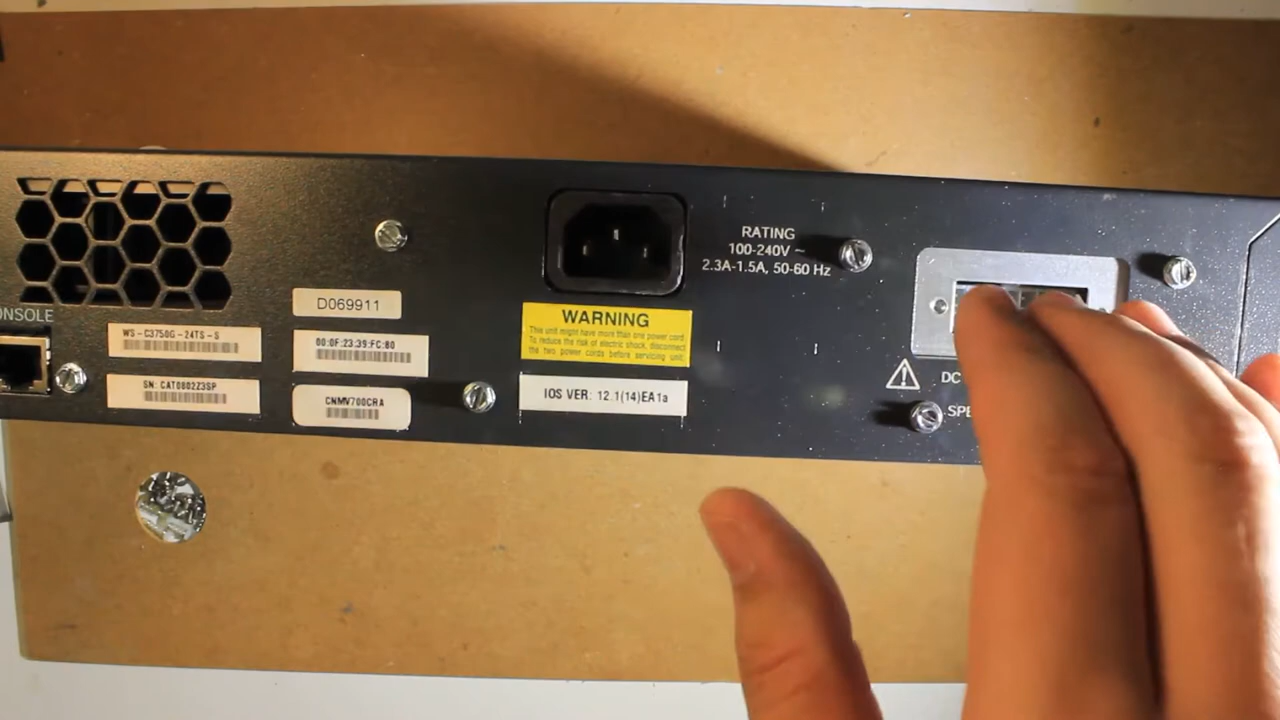 ONSOLE
WS-C3750G-24TS-S
SN: CAT0802Z3SP
D069911
00:0F:23:39:FC:80
CNMV700CRA
WARNING
This unit might have more than one power cord.
To reduce the risk of electric shock, disconnect
the two power cords before servicing unit.
IOS VER: 12.1(14)EA1a
RATING
100-240V ~
2.3A-1.5A, 50-60 Hz
DC
SPE